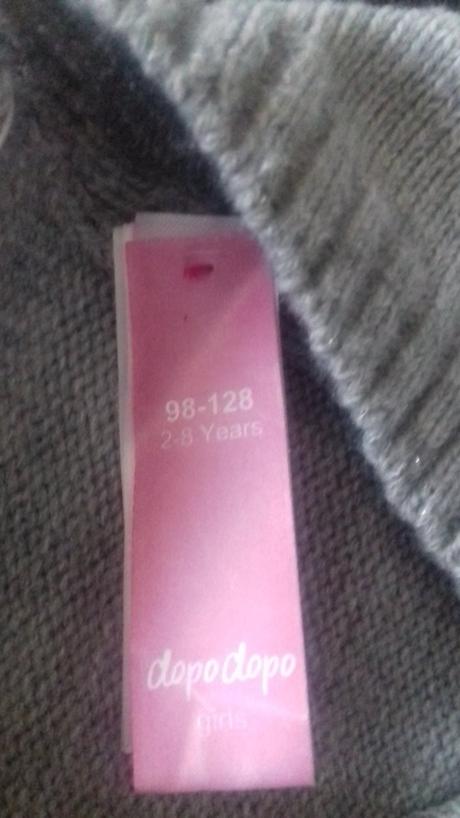 98-128
2-8 Years
dopodopo
girls